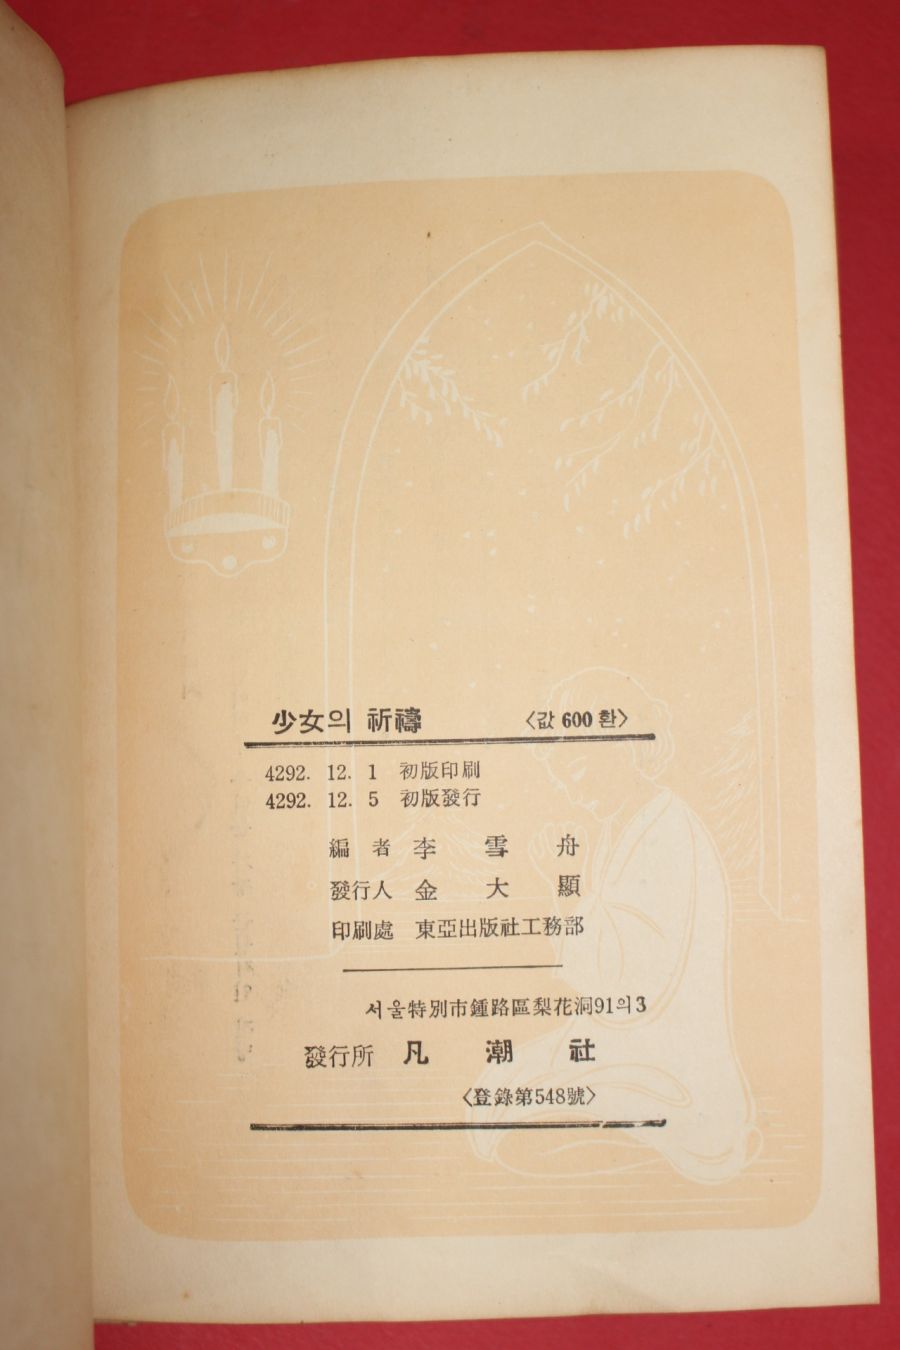 少女의 祈禱 〈값 600 환〉
4292. 12. 1 初版印刷
4292. 12. 5 初版發行
編 者 李 雪 舟
發行人 金 大 顯
印刷處 東亞出版社工務部
서울特別市鍾路區梨花洞91의3
發行所 凡 潮 社
〈登錄第548號〉